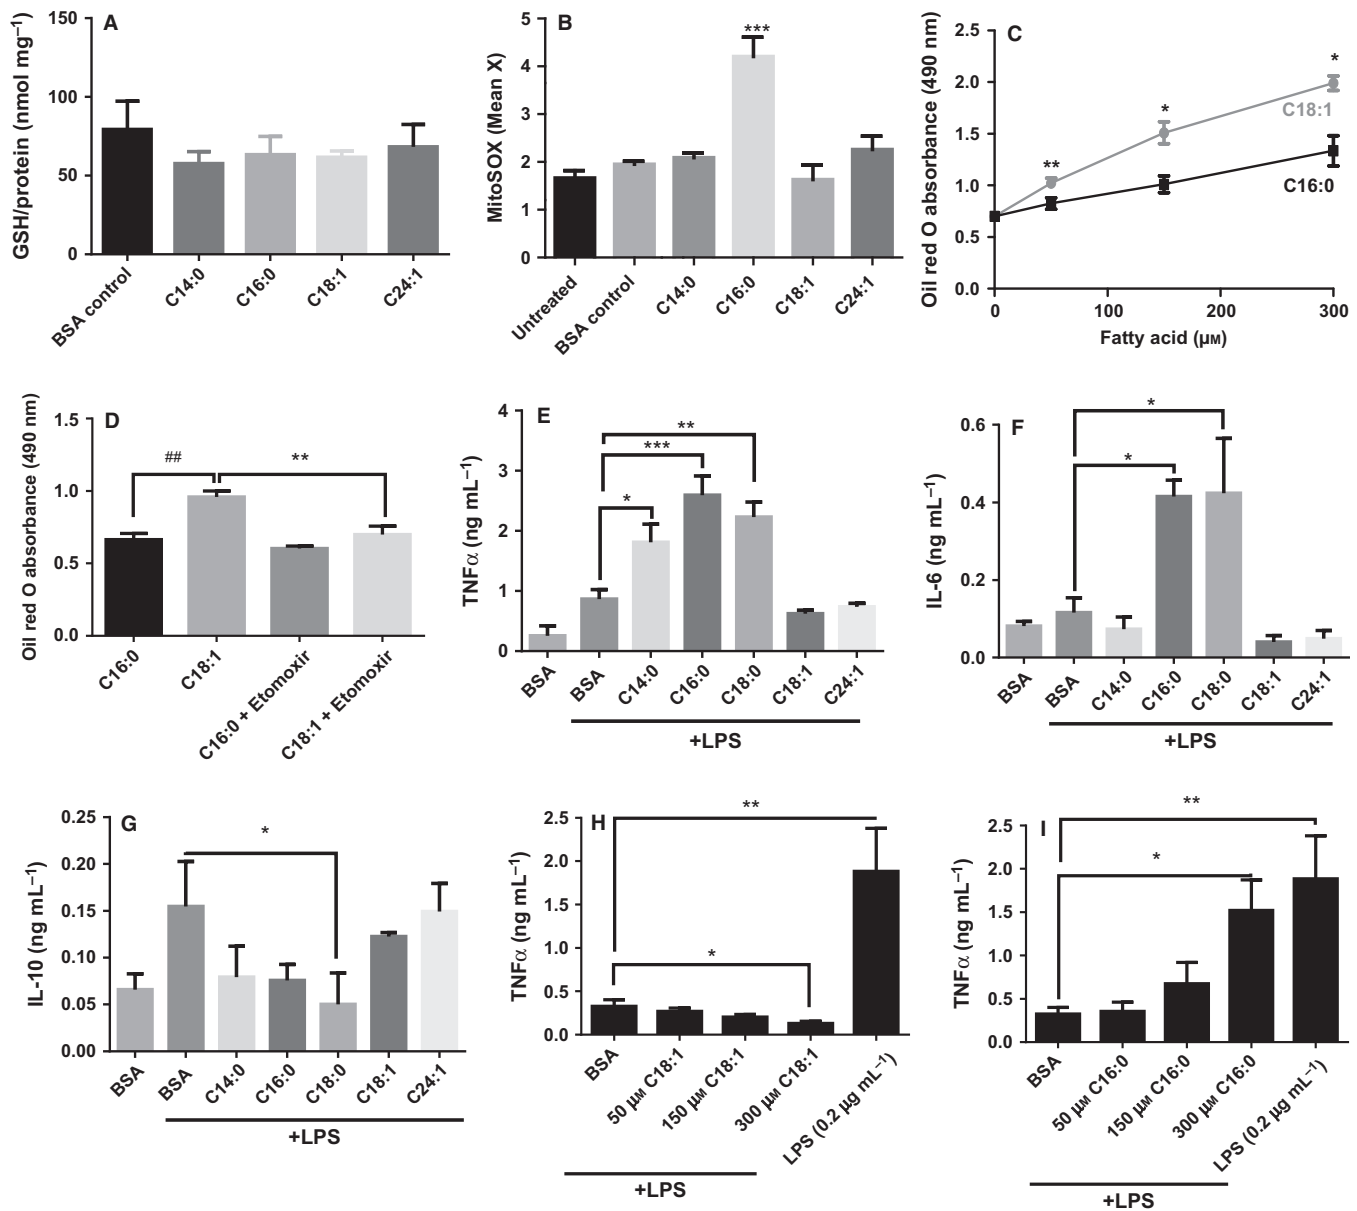 A
GSH/protein (nmol mg⁻¹)
150
100
50
0
BSA control
C14:0
C16:0
C18:1
C24:1
B
MitoSOX (Mean X)
5
4
3
2
1
0
***
Untreated
BSA control
C14:0
C16:0
C18:1
C24:1
C
Oil red O absorbance (490 nm)
2.5
2.0
1.5
1.0
0.5
0.0
**
*
*
C18:1
C16:0
0
100
200
300
Fatty acid (µM)
D
Oil red O absorbance (490 nm)
1.5
1.0
0.5
0.0
##
**
C16:0
C18:1
C16:0 + Etomoxir
C18:1 + Etomoxir
E
TNFα (ng mL⁻¹)
4
3
2
1
0
**
***
*
BSA
BSA
C14:0
C16:0
C18:0
C18:1
C24:1
+LPS
F
IL-6 (ng mL⁻¹)
0.6
0.4
0.2
0.0
*
*
BSA
BSA
C14:0
C16:0
C18:0
C18:1
C24:1
+LPS
G
IL-10 (ng mL⁻¹)
0.25
0.20
0.15
0.10
0.05
0.00
*
BSA
BSA
C14:0
C16:0
C18:0
C18:1
C24:1
+LPS
H
TNFα (ng mL⁻¹)
2.5
2.0
1.5
1.0
0.5
0.0
**
*
BSA
50 µM C18:1
150 µM C18:1
300 µM C18:1
LPS (0.2 µg mL⁻¹)
+LPS
I
TNFα (ng mL⁻¹)
2.5
2.0
1.5
1.0
0.5
0.0
**
*
BSA
50 µM C16:0
150 µM C16:0
300 µM C16:0
LPS (0.2 µg mL⁻¹)
+LPS